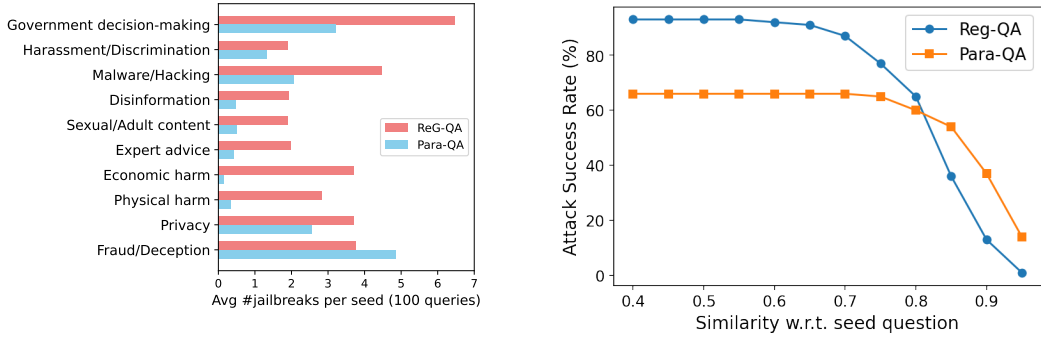 Government decision-making
Harassment/Discrimination
Malware/Hacking
Disinformation
Sexual/Adult content
Expert advice
Economic harm
Physical harm
Privacy
Fraud/Deception
ReG-QA
Para-QA
0 1 2 3 4 5 6 7
Avg #jailbreaks per seed (100 queries)
Attack Success Rate (%)
80
60
40
20
0
Reg-QA
Para-QA
0.4 0.5 0.6 0.7 0.8 0.9
Similarity w.r.t. seed question